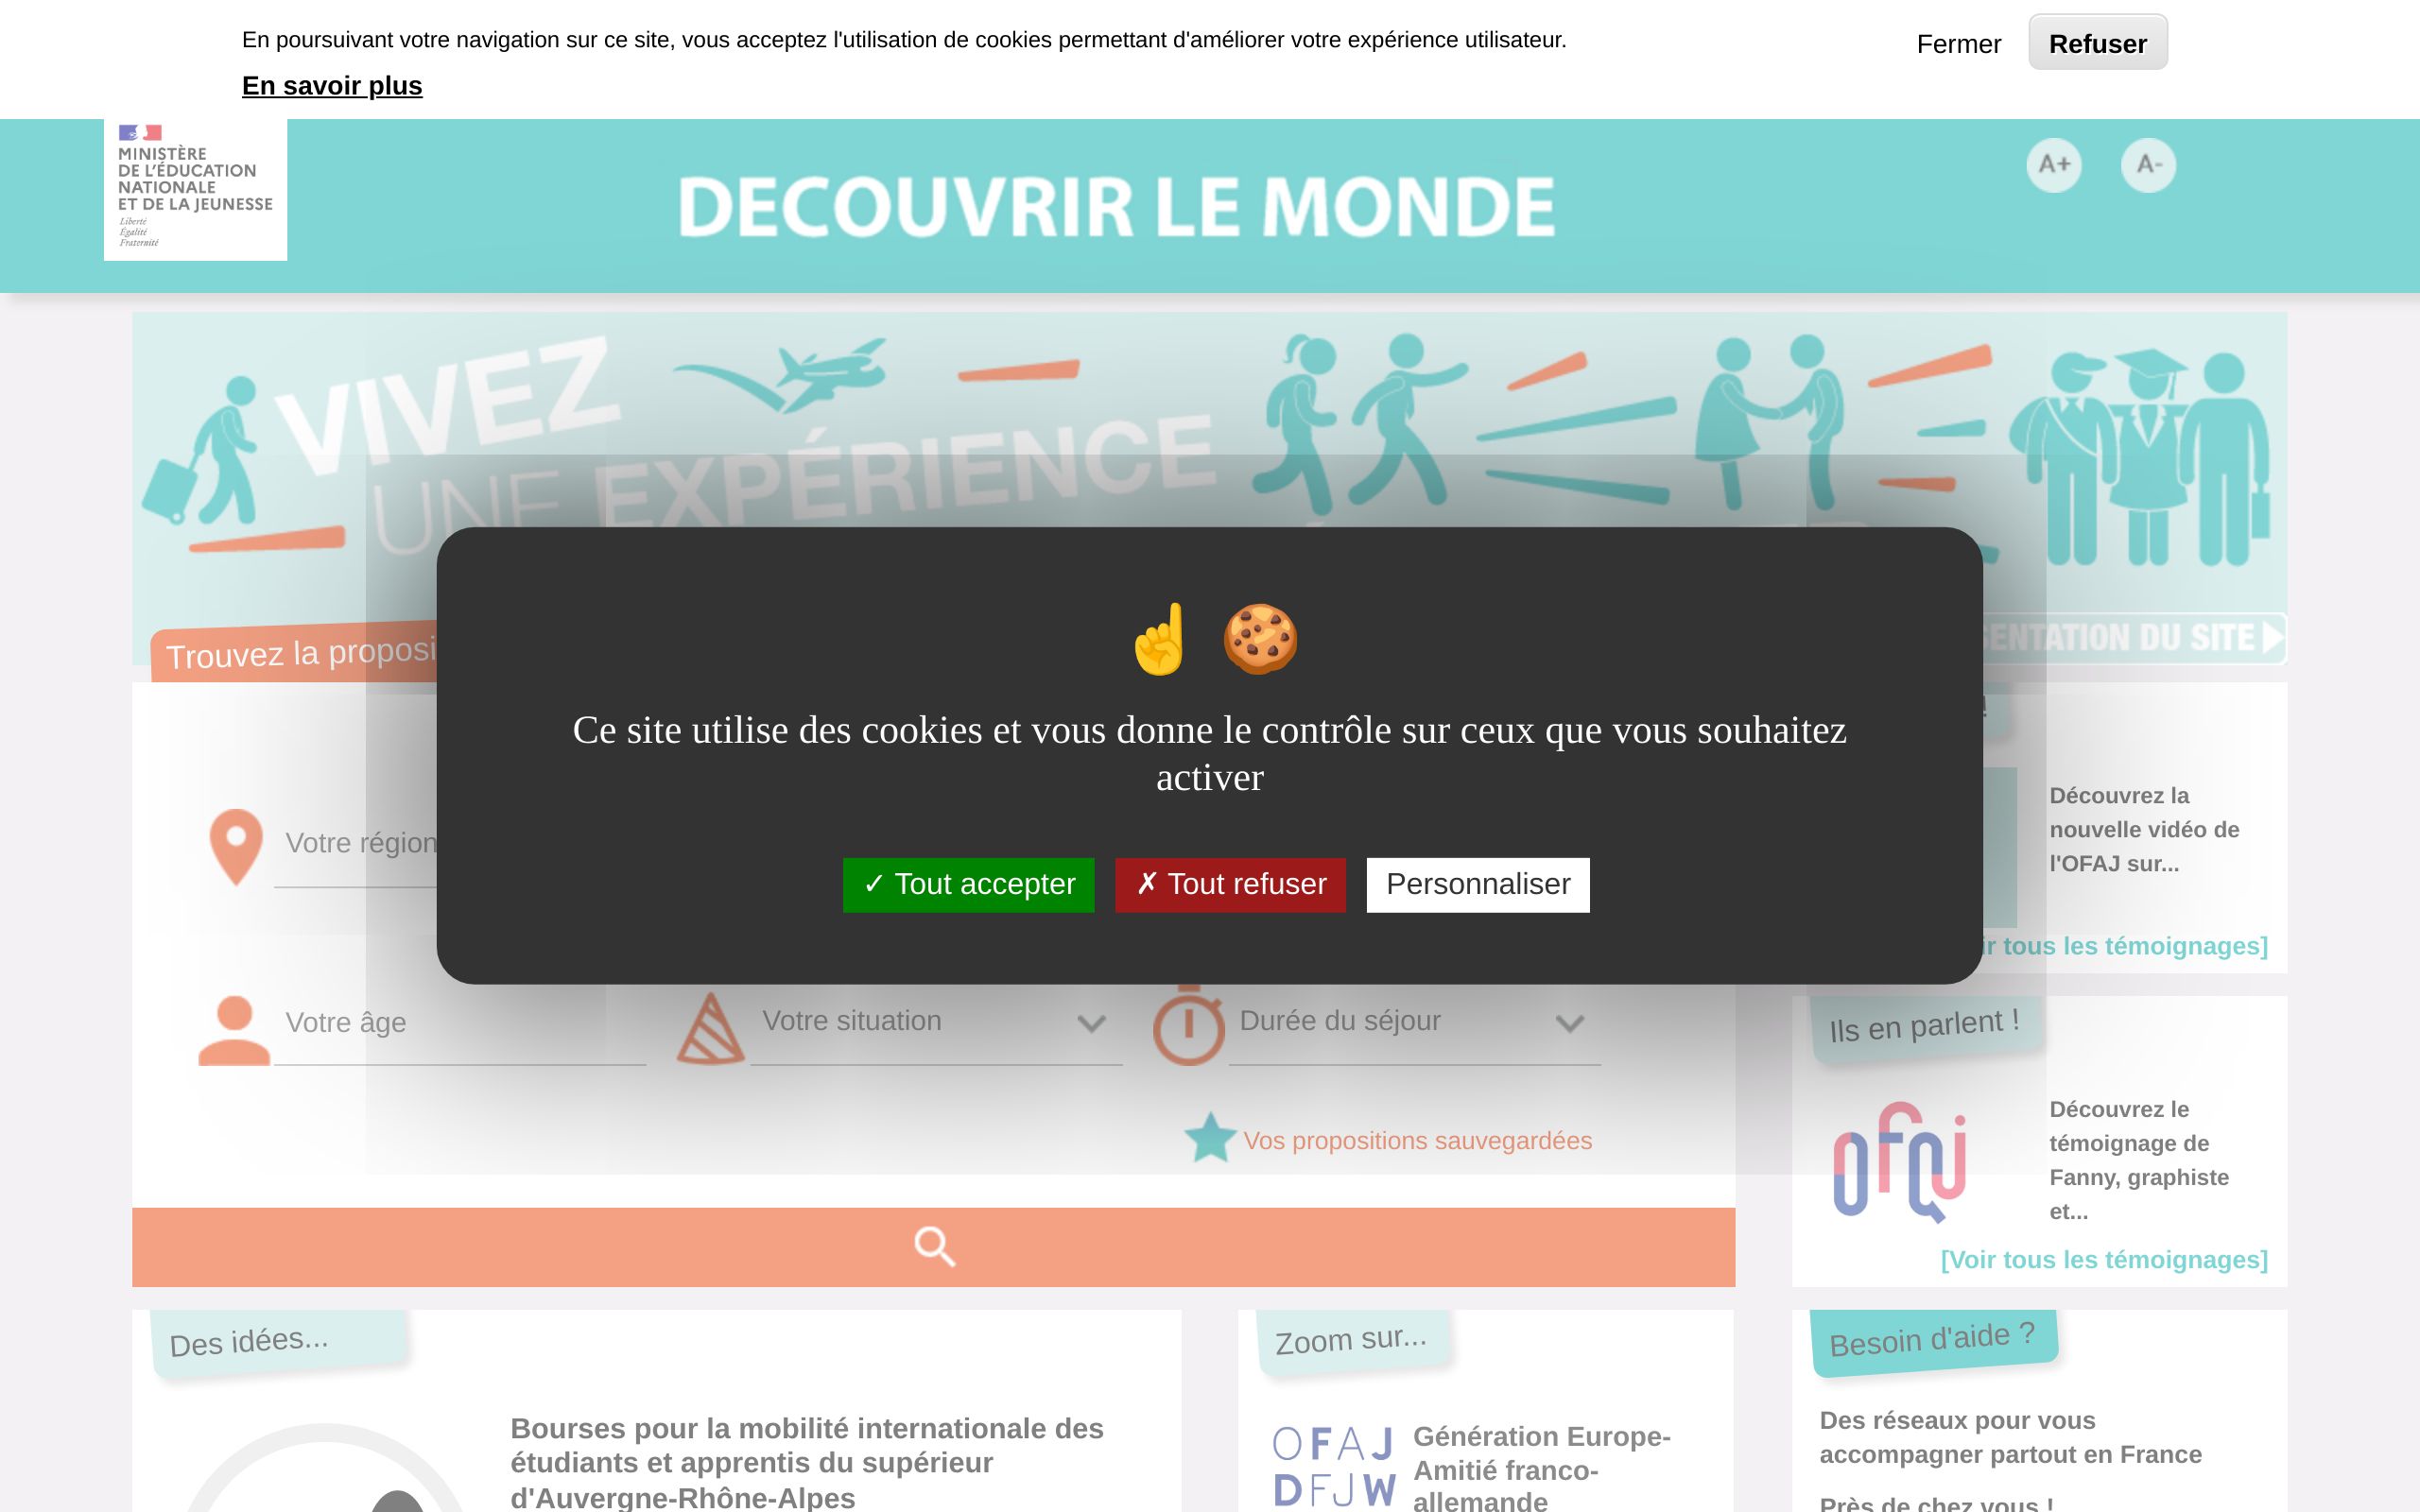 En poursuivant votre navigation sur ce site, vous acceptez l'utilisation de cookies permettant d'améliorer votre expérience utilisateur.
En savoir plus
Fermer
Refuser
MINISTÈRE
DE L'ÉDUCATION
NATIONALE
ET DE LA JEUNESSE
Liberté
Égalité
Fraternité
DECOUVRIR LE MONDE
A+
A-
VIVEZ
UNE EXPÉRIENCE
Trouvez la proposi
SENTATION DU SITE
☝️ 🍪
Ce site utilise des cookies et vous donne le contrôle sur ceux que vous souhaitez
activer
✓ Tout accepter
✗ Tout refuser
Personnaliser
Votre région
Votre âge
Votre situation
Durée du séjour
Vos propositions sauvegardées
!
Découvrez la
nouvelle vidéo de
l'OFAJ sur...
ir tous les témoignages]
Ils en parlent !
ofaj
Découvrez le
témoignage de
Fanny, graphiste
et...
[Voir tous les témoignages]
Des idées...
Bourses pour la mobilité internationale des
étudiants et apprentis du supérieur
d'Auvergne-Rhône-Alpes
Zoom sur...
OFAJ
DFJW
Génération Europe-
Amitié franco-
allemande
Besoin d'aide ?
Des réseaux pour vous
accompagner partout en France
Près de chez vous !